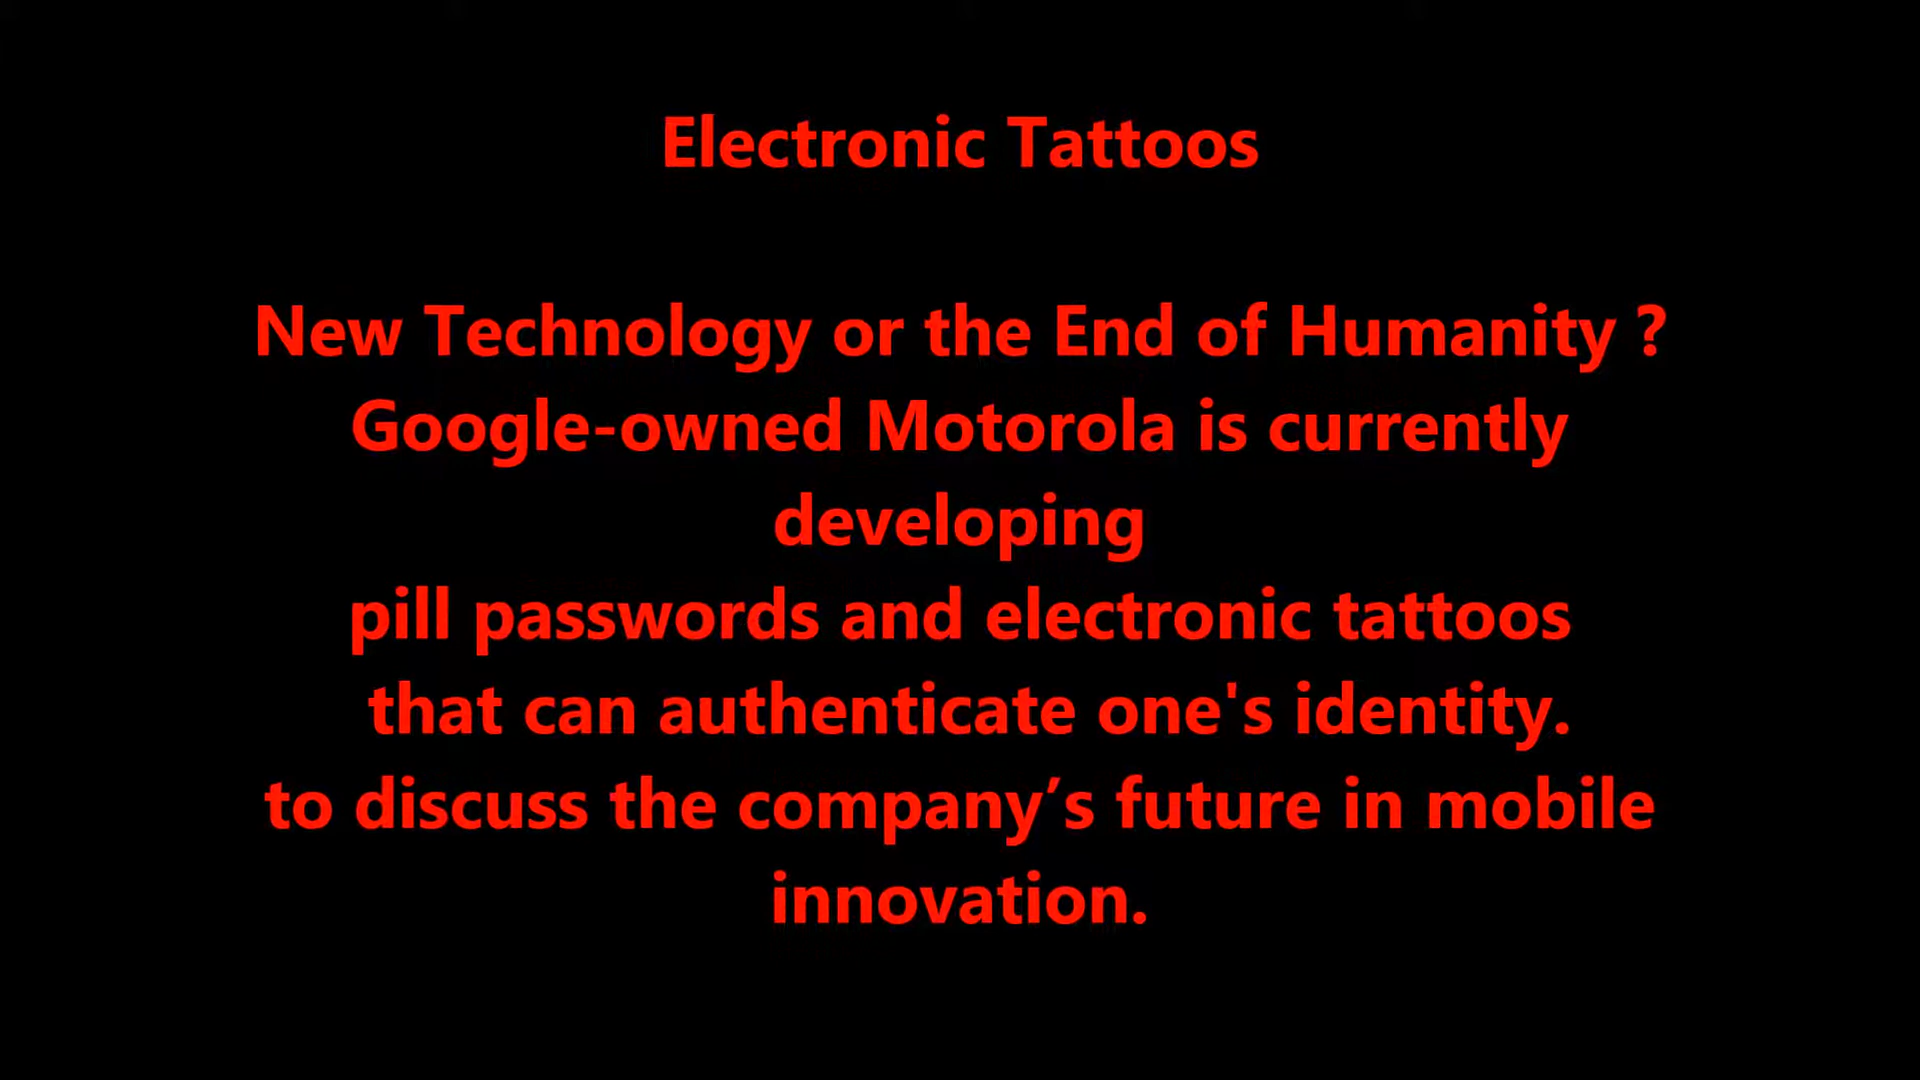 Electronic Tattoos
New Technology or the End of Humanity ?
Google-owned Motorola is currently
developing
pill passwords and electronic tattoos
that can authenticate one's identity.
to discuss the company’s future in mobile
innovation.